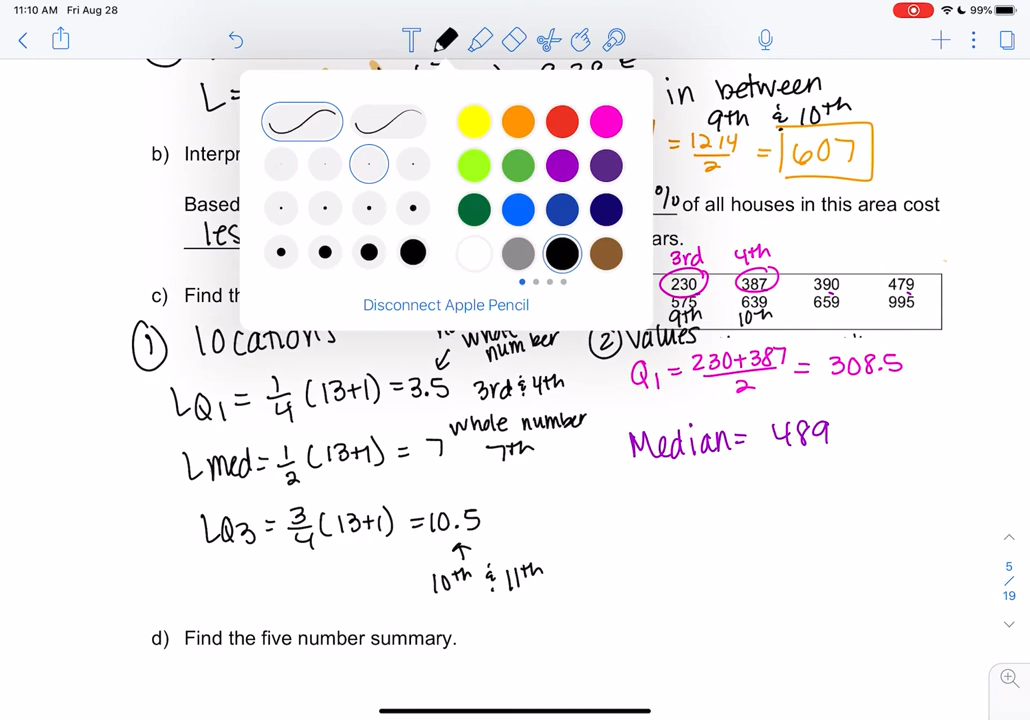 11:10 AM Fri Aug 28
99%
L =
in between
9th & 10th
= 1214/2 = 607
b) Interpr
Based
% of all houses in this area cost
les
ars.
3rd 4th
230 387 390 479
575 639 659 995
9th 10th
c) Find th
Disconnect Apple Pencil
① locations
whole number
② Values
LQ1 = 1/4 (13+1) = 3.5 3rd & 4th
Q1 = 230+387/2 = 308.5
Lmed = 1/2 (13+1) = 7 whole number 7th
Median = 489
LQ3 = 3/4 (13+1) = 10.5
10th & 11th
d) Find the five number summary.
5
/
19